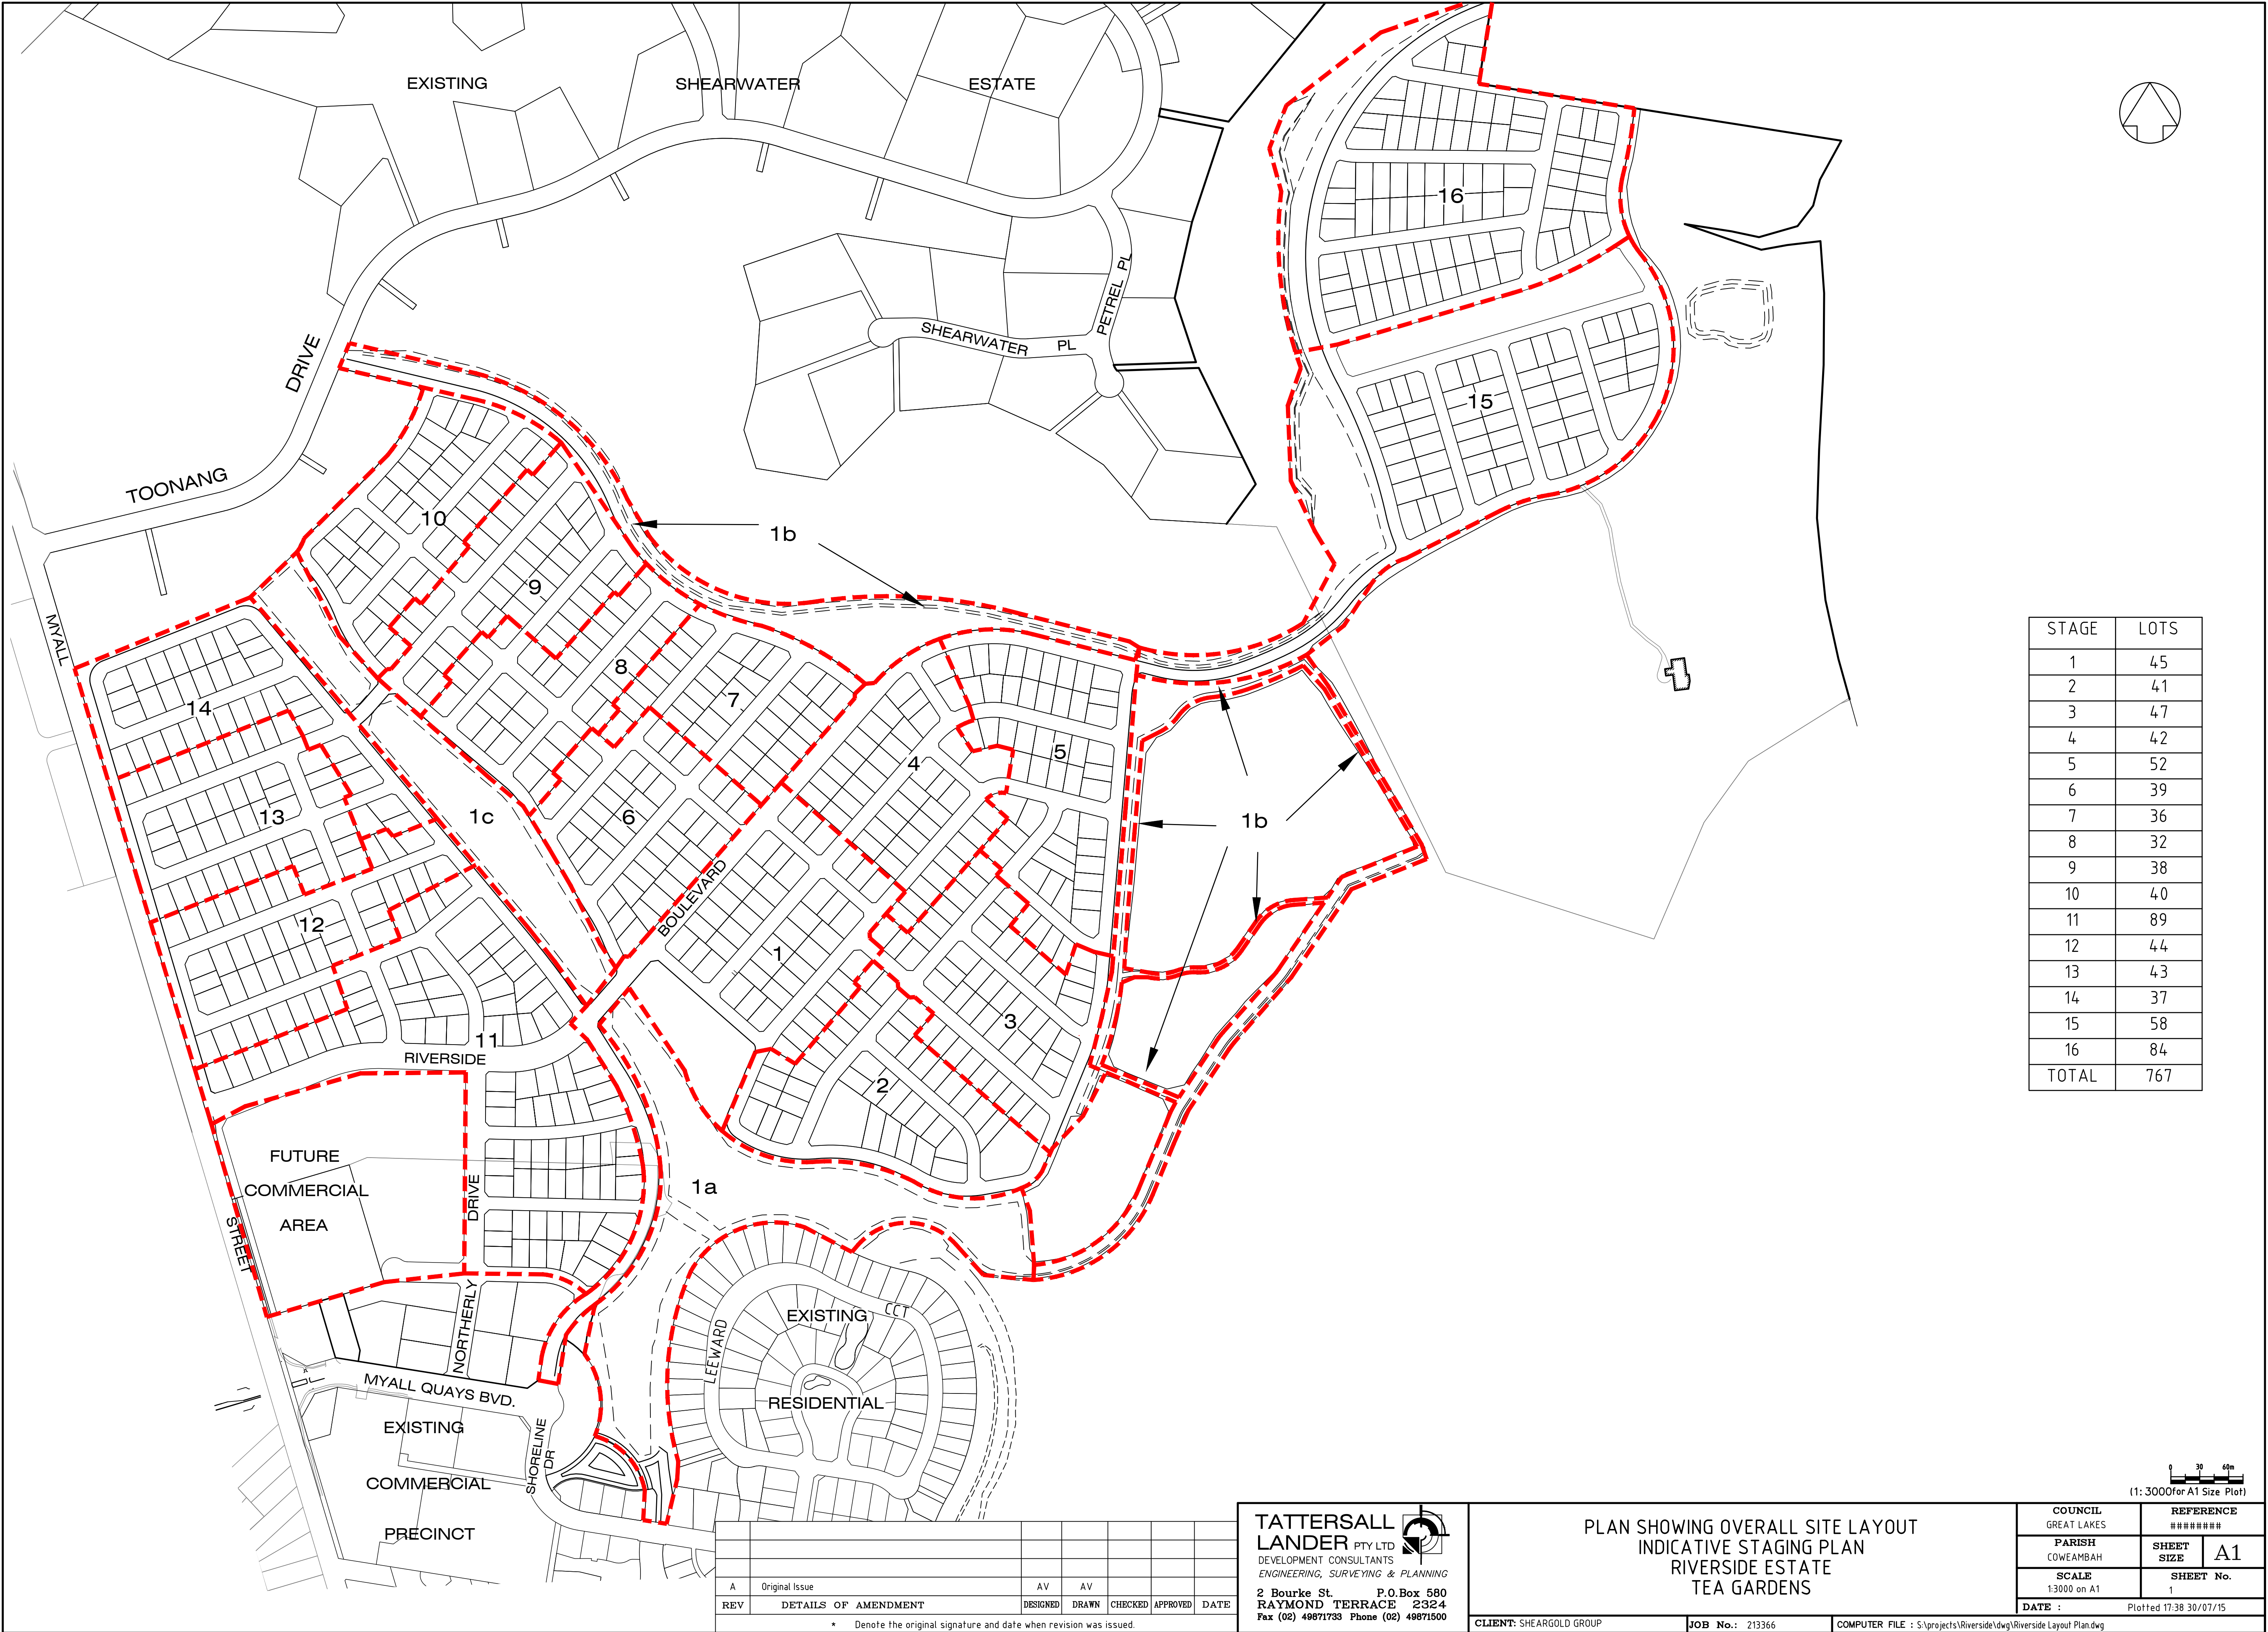 EXISTING SHEARWATER ESTATE
16
PETREL PL
SHEARWATER PL
DRIVE
TOONANG
15
10
1b
9
MYALL
8
7
14
5
4
13
1c
6
1b
BOULEVARD
12
1
3
11
RIVERSIDE
2
FUTURE
COMMERCIAL
AREA
DRIVE
1a
STREET
NORTHERLY
EXISTING
CCT
LEEWARD
MYALL QUAYS BVD.
RESIDENTIAL
EXISTING
COMMERCIAL
PRECINCT
SHORELINE
DR
STAGE LOTS
1 45
2 41
3 47
4 42
5 52
6 39
7 36
8 32
9 38
10 40
11 89
12 44
13 43
14 37
15 58
16 84
TOTAL 767
0 30 60m
(1: 3000for A1 Size Plot)
A Original Issue AV AV
REV DETAILS OF AMENDMENT DESIGNED DRAWN CHECKED APPROVED DATE
* Denote the original signature and date when revision was issued.
TATTERSALL
LANDER PTY LTD
DEVELOPMENT CONSULTANTS
ENGINEERING, SURVEYING & PLANNING
2 Bourke St. P.O.Box 580
RAYMOND TERRACE 2324
Fax (02) 49871733 Phone (02) 49871500
PLAN SHOWING OVERALL SITE LAYOUT
INDICATIVE STAGING PLAN
RIVERSIDE ESTATE
TEA GARDENS
CLIENT: SHEARGOLD GROUP
JOB No.: 213366
COMPUTER FILE : S:\projects\Riverside\dwg\Riverside Layout Plan.dwg
COUNCIL
GREAT LAKES
REFERENCE
########
PARISH
COWEAMBAH
SHEET
SIZE
A1
SCALE
1:3000 on A1
SHEET No.
1
DATE : Plotted 17:38 30/07/15